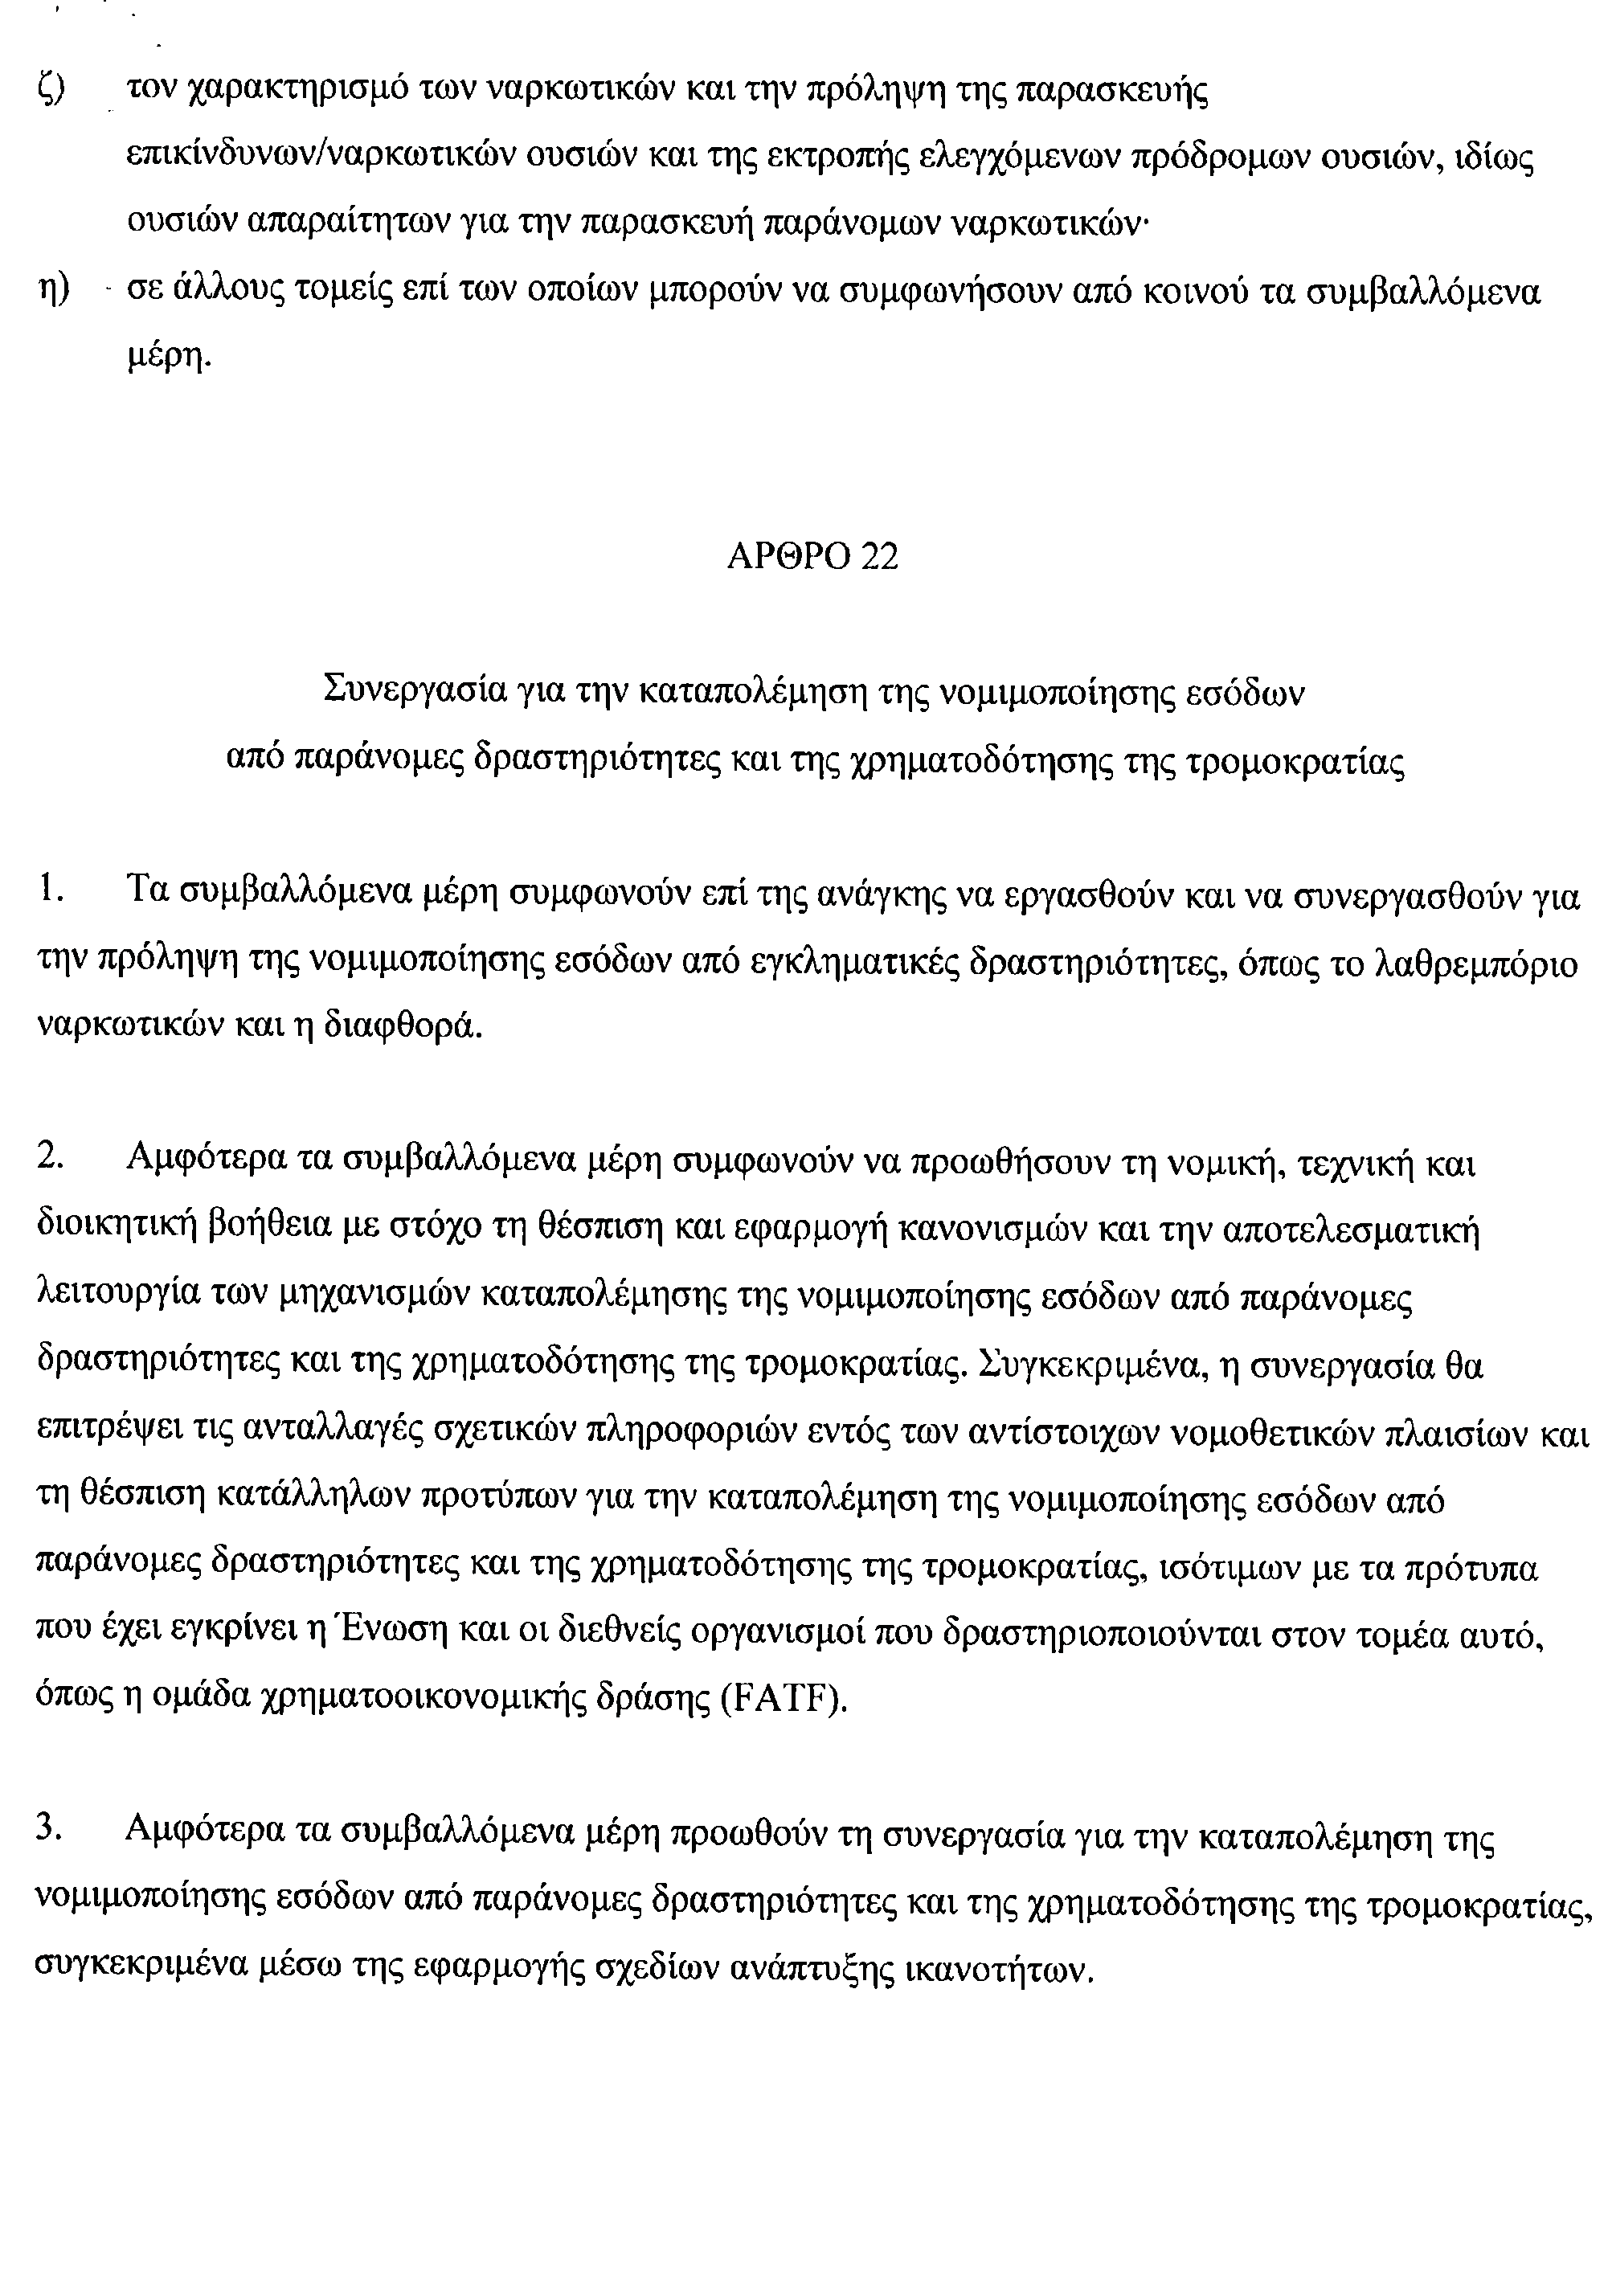 ζ) τον χαρακτηρισμό των ναρκωτικών και την πρόληψη της παρασκευής
επικίνδυνων/ναρκωτικών ουσιών και της εκτροπής ελεγχόμενων πρόδρομων ουσιών, ιδίως
ουσιών απαραίτητων για την παρασκευή παράνομων ναρκωτικών·
η) σε άλλους τομείς επί των οποίων μπορούν να συμφωνήσουν από κοινού τα συμβαλλόμενα
μέρη.
ΑΡΘΡΟ 22
Συνεργασία για την καταπολέμηση της νομιμοποίησης εσόδων
από παράνομες δραστηριότητες και της χρηματοδότησης της τρομοκρατίας
1. Τα συμβαλλόμενα μέρη συμφωνούν επί της ανάγκης να εργασθούν και να συνεργασθούν για
την πρόληψη της νομιμοποίησης εσόδων από εγκληματικές δραστηριότητες, όπως το λαθρεμπόριο
ναρκωτικών και η διαφθορά.
2. Αμφότερα τα συμβαλλόμενα μέρη συμφωνούν να προωθήσουν τη νομική, τεχνική και
διοικητική βοήθεια με στόχο τη θέσπιση και εφαρμογή κανονισμών και την αποτελεσματική
λειτουργία των μηχανισμών καταπολέμησης της νομιμοποίησης εσόδων από παράνομες
δραστηριότητες και της χρηματοδότησης της τρομοκρατίας. Συγκεκριμένα, η συνεργασία θα
επιτρέψει τις ανταλλαγές σχετικών πληροφοριών εντός των αντίστοιχων νομοθετικών πλαισίων και
τη θέσπιση κατάλληλων προτύπων για την καταπολέμηση της νομιμοποίησης εσόδων από
παράνομες δραστηριότητες και της χρηματοδότησης της τρομοκρατίας, ισότιμων με τα πρότυπα
που έχει εγκρίνει η Ένωση και οι διεθνείς οργανισμοί που δραστηριοποιούνται στον τομέα αυτό,
όπως η ομάδα χρηματοοικονομικής δράσης (FATF).
3. Αμφότερα τα συμβαλλόμενα μέρη προωθούν τη συνεργασία για την καταπολέμηση της
νομιμοποίησης εσόδων από παράνομες δραστηριότητες και της χρηματοδότησης της τρομοκρατίας,
συγκεκριμένα μέσω της εφαρμογής σχεδίων ανάπτυξης ικανοτήτων.